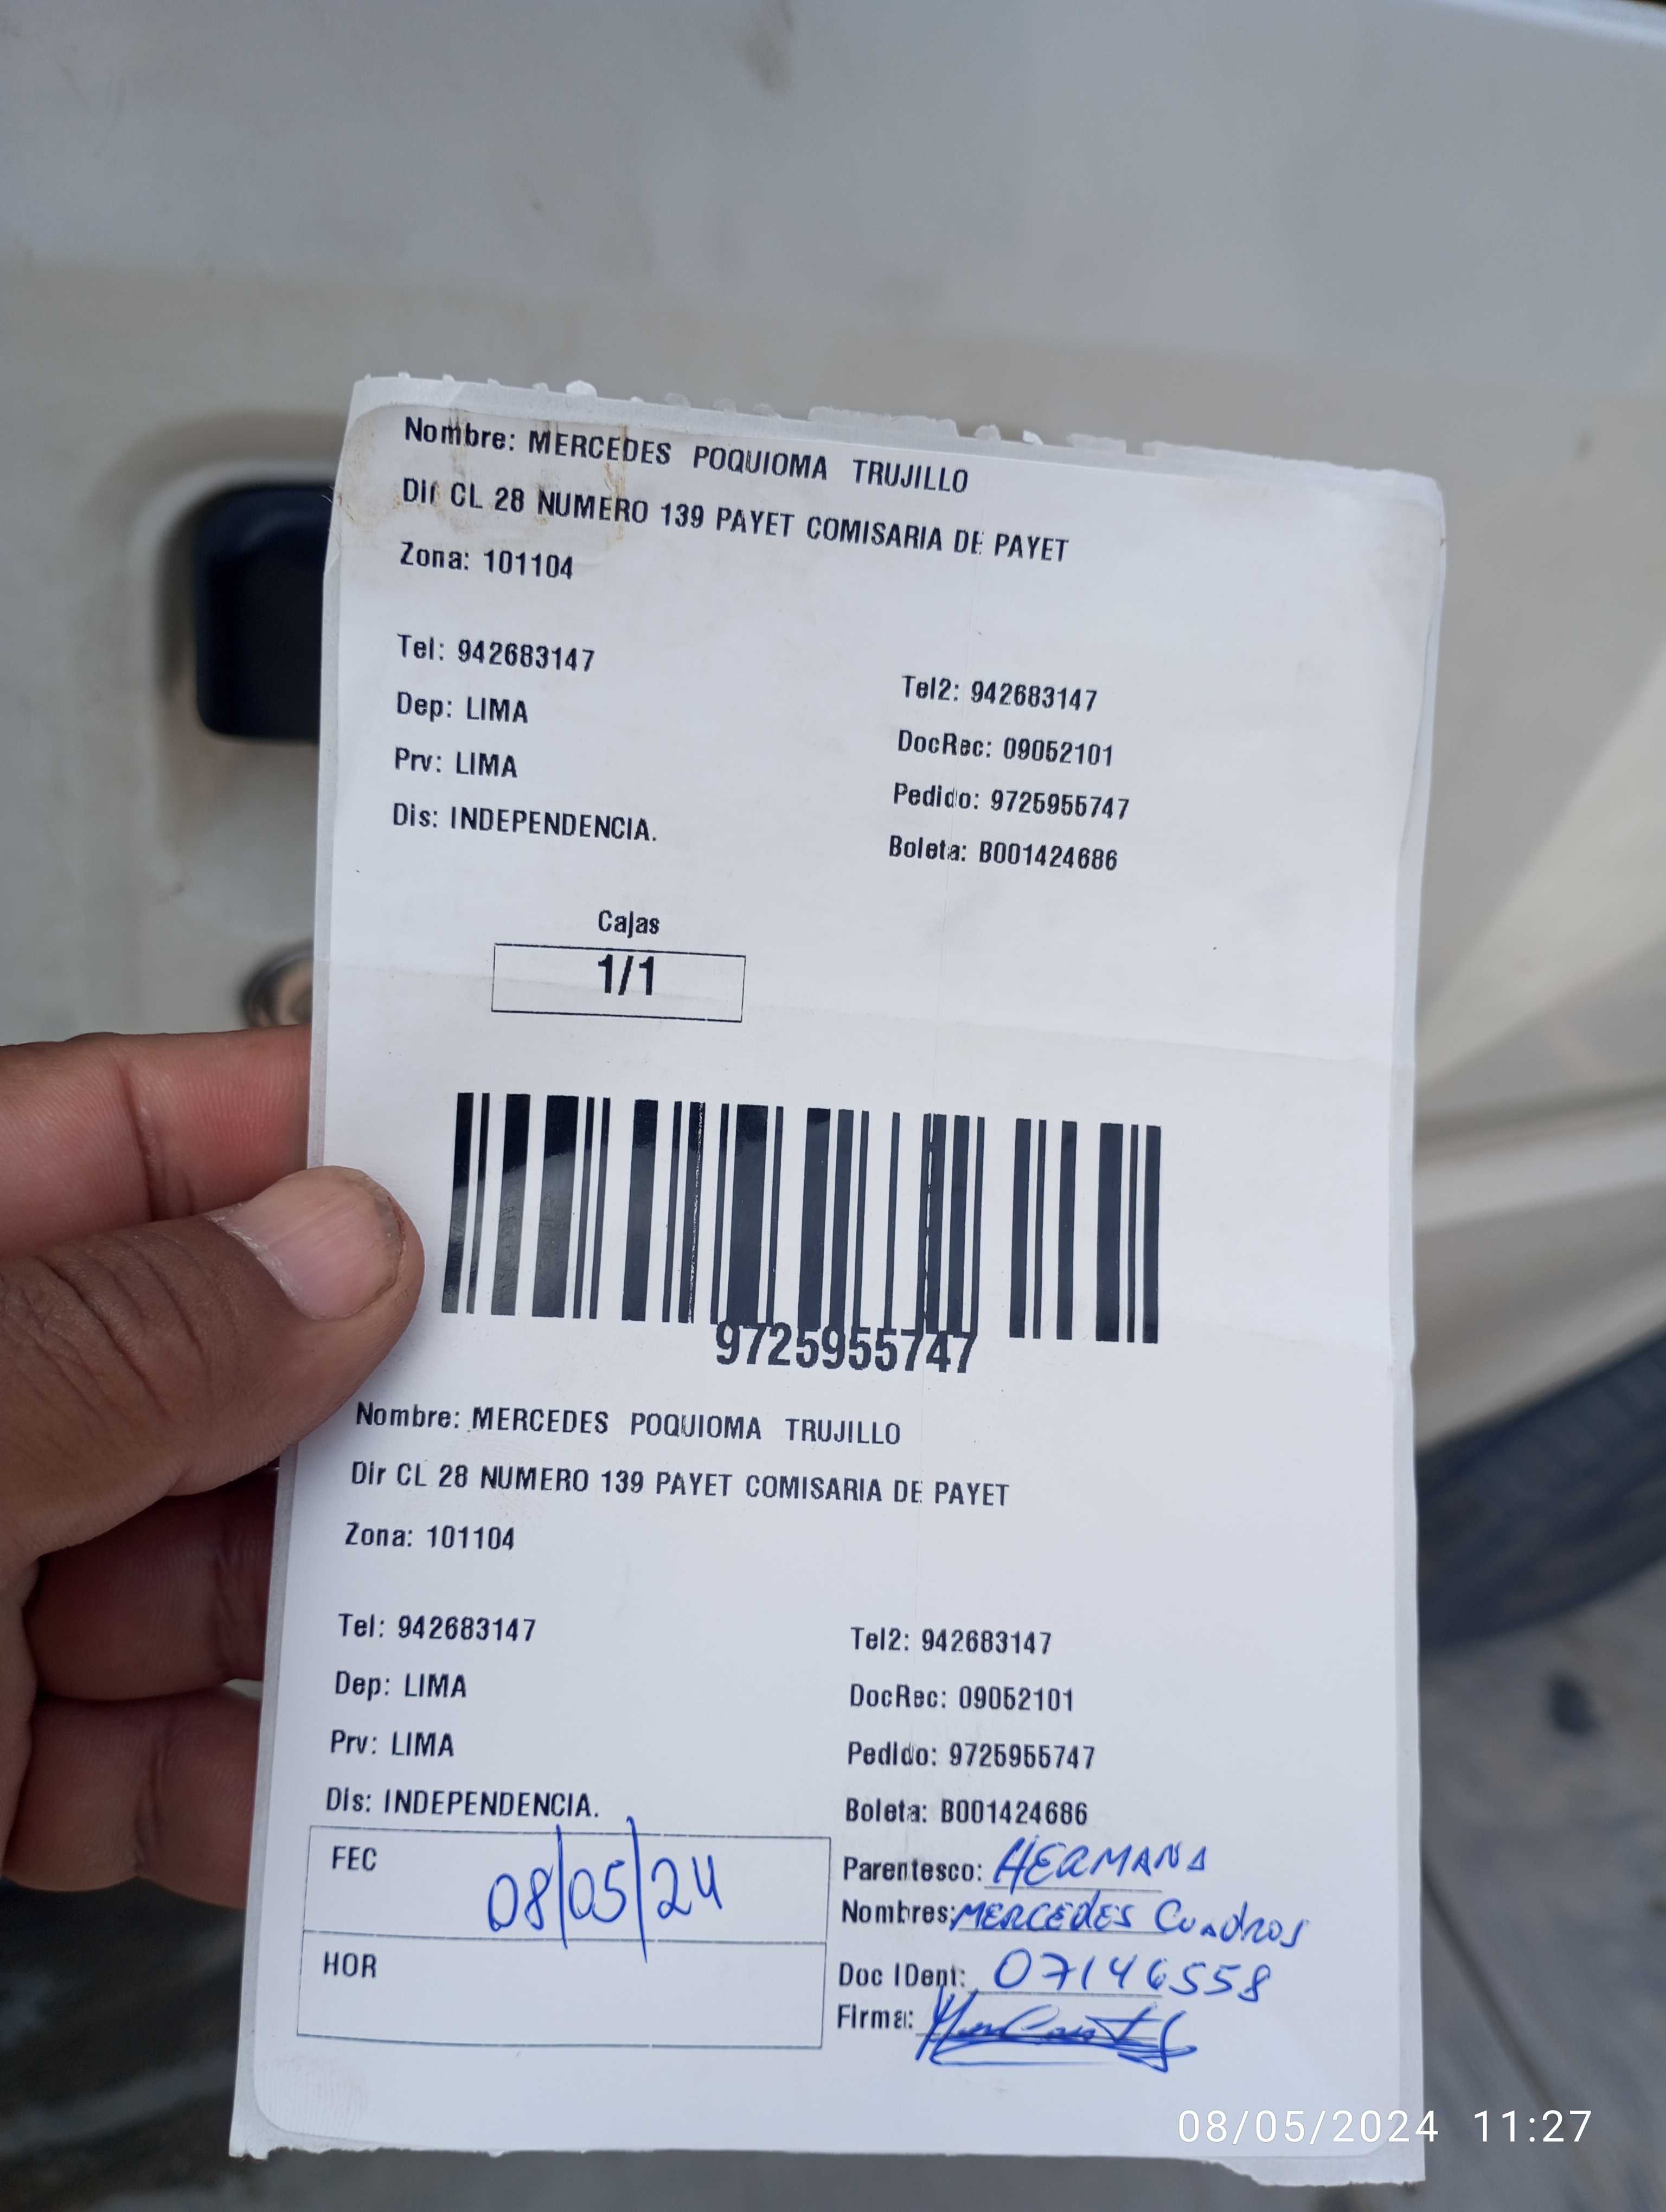 Nombre: MERCEDES POQUIOMA TRUJILLO
Dir CL 28 NUMERO 139 PAYET COMISARIA DE PAYET
Zona: 101104
Tel: 942683147 Tel2: 942683147
Dep: LIMA DocRec: 09052101
Prv: LIMA Pedido: 9725955747
Dis: INDEPENDENCIA. Boleta: B001424686
Cajas
1/1
9725955747
Nombre: MERCEDES POQUIOMA TRUJILLO
Dir CL 28 NUMERO 139 PAYET COMISARIA DE PAYET
Zona: 101104
Tel: 942683147 Tel2: 942683147
Dep: LIMA DocRec: 09052101
Prv: LIMA Pedido: 9725955747
Dis: INDEPENDENCIA. Boleta: B001424686
FEC 08/05/24 Parentesco: HERMANA
Nombres: MERCEDES CUADROS
HOR Doc IDent: 07146558
Firma:
08/05/2024 11:27